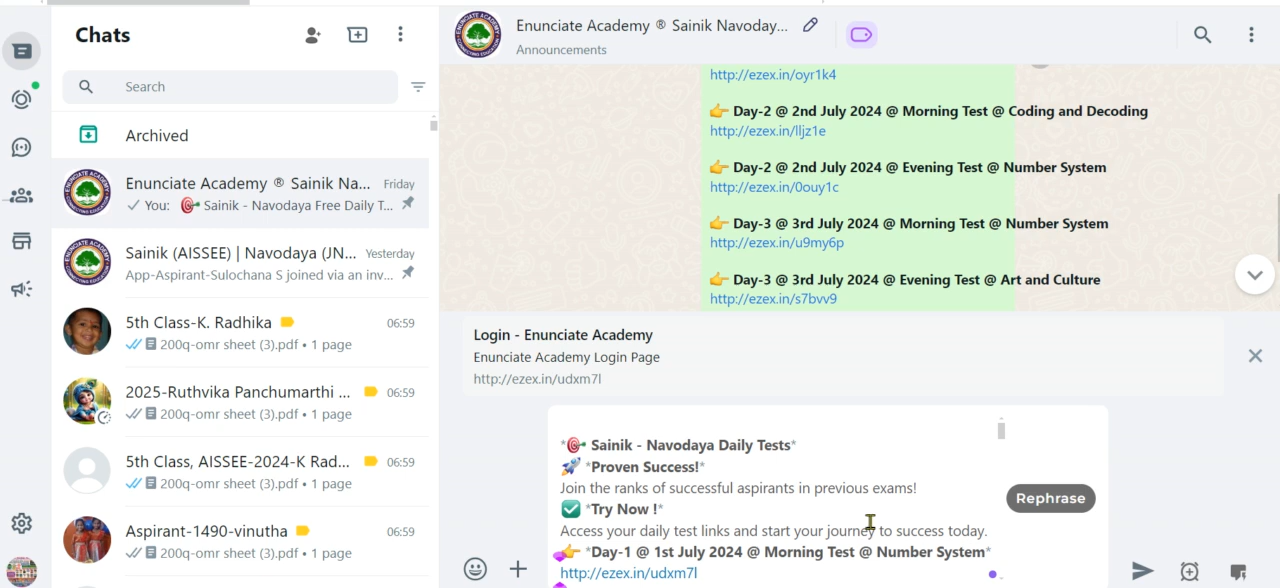 Chats
Search
Archived
Enunciate Academy ® Sainik Na...
Friday
You: 🎯 Sainik - Navodaya Free Daily T...
Sainik (AISSEE) | Navodaya (JN...
Yesterday
App-Aspirant-Sulochana S joined via an inv...
5th Class-K. Radhika
06:59
200q-omr sheet (3).pdf • 1 page
2025-Ruthvika Panchumarthi ...
06:59
200q-omr sheet (3).pdf • 1 page
5th Class, AISSEE-2024-K Rad...
06:59
200q-omr sheet (3).pdf • 1 page
Aspirant-1490-vinutha
06:59
200q-omr sheet (3).pdf • 1 page
Enunciate Academy ® Sainik Navoday...
Announcements
http://ezex.in/oyr1k4
👉 Day-2 @ 2nd July 2024 @ Morning Test @ Coding and Decoding
http://ezex.in/lljz1e
👉 Day-2 @ 2nd July 2024 @ Evening Test @ Number System
http://ezex.in/0ouy1c
👉 Day-3 @ 3rd July 2024 @ Morning Test @ Number System
http://ezex.in/u9my6p
👉 Day-3 @ 3rd July 2024 @ Evening Test @ Art and Culture
http://ezex.in/s7bvv9
Login - Enunciate Academy
Enunciate Academy Login Page
http://ezex.in/udxm7l
*🎯 Sainik - Navodaya Daily Tests*
🚀 *Proven Success!*
Join the ranks of successful aspirants in previous exams!
✅ *Try Now !*
Access your daily test links and start your journey to success today.
👉 *Day-1 @ 1st July 2024 @ Morning Test @ Number System*
http://ezex.in/udxm7l
Rephrase